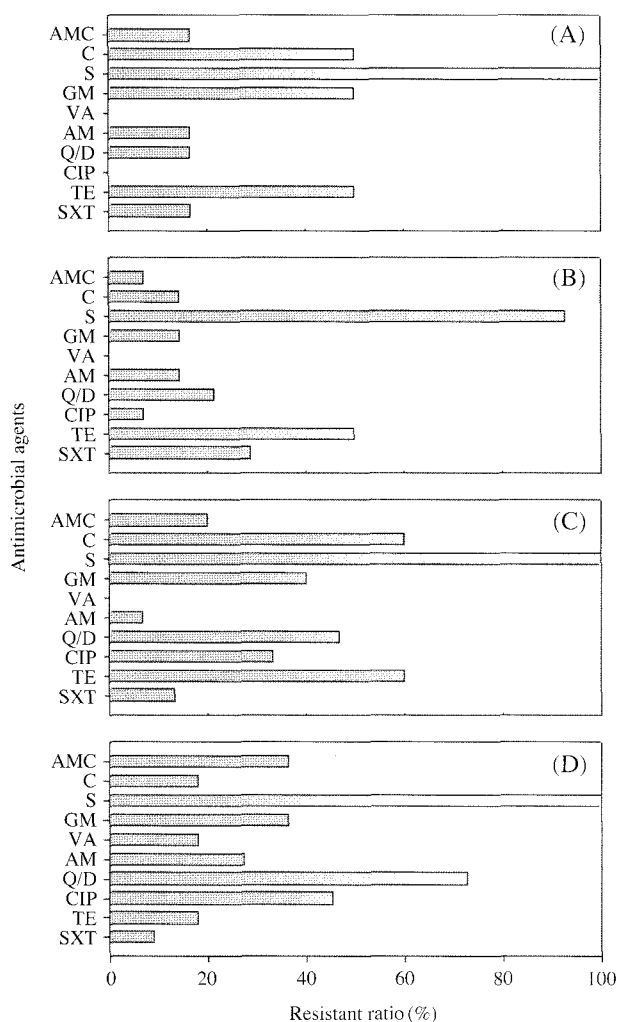 (A)
AMC
C
S
GM
VA
AM
Q/D
CIP
TE
SXT
(B)
AMC
C
S
GM
VA
AM
Q/D
CIP
TE
SXT
(C)
AMC
C
S
GM
VA
AM
Q/D
CIP
TE
SXT
(D)
AMC
C
S
GM
VA
AM
Q/D
CIP
TE
SXT
Antimicrobial agents
0 20 40 60 80 100
Resistant ratio (%)